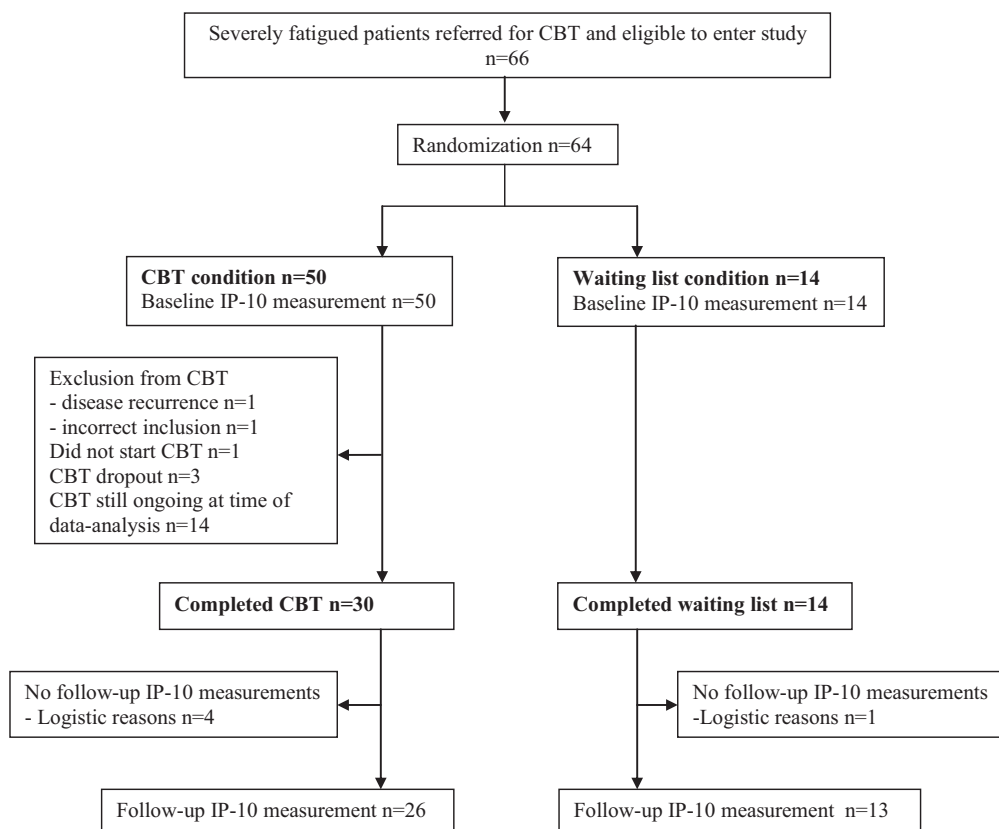 Severely fatigued patients referred for CBT and eligible to enter study
n=66
Randomization n=64
CBT condition n=50
Baseline IP-10 measurement n=50
Waiting list condition n=14
Baseline IP-10 measurement n=14
Exclusion from CBT
- disease recurrence n=1
- incorrect inclusion n=1
Did not start CBT n=1
CBT dropout n=3
CBT still ongoing at time of
data-analysis n=14
Completed CBT n=30
Completed waiting list n=14
No follow-up IP-10 measurements
- Logistic reasons n=4
No follow-up IP-10 measurements
-Logistic reasons n=1
Follow-up IP-10 measurement n=26
Follow-up IP-10 measurement n=13